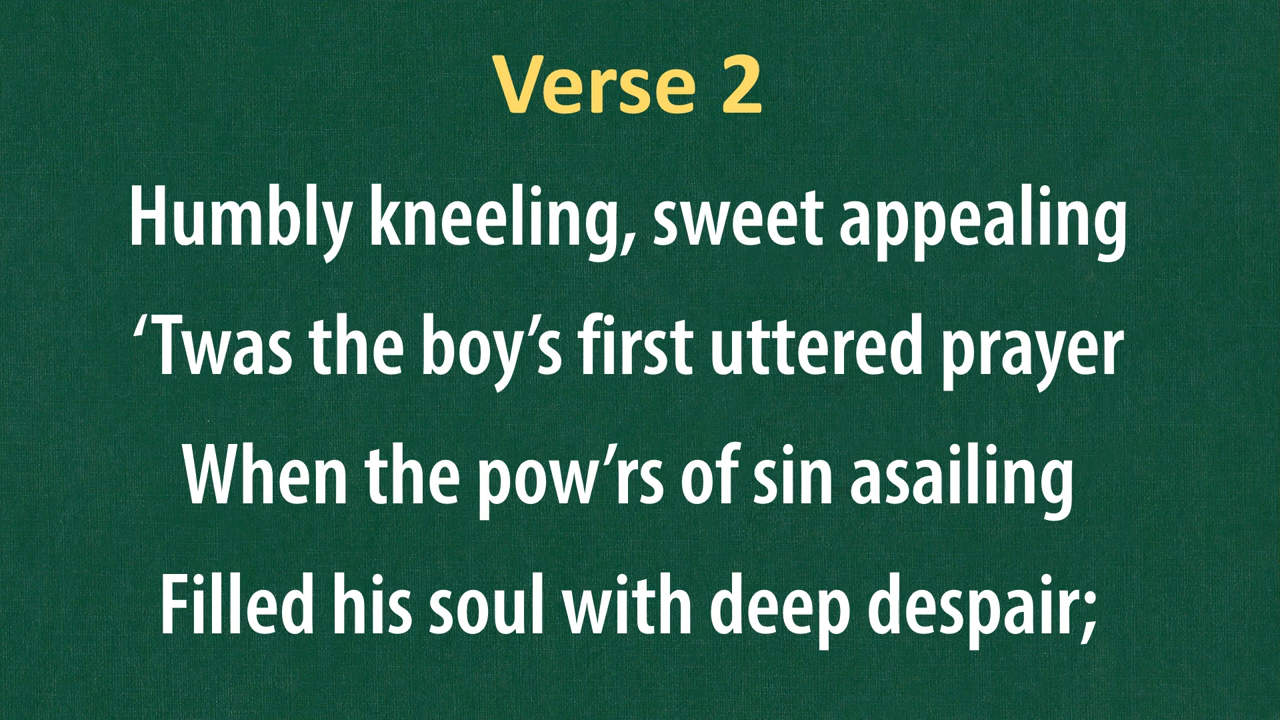 Verse 2
Humbly kneeling, sweet appealing
‘Twas the boy’s first uttered prayer
When the pow’rs of sin asailing
Filled his soul with deep despair;